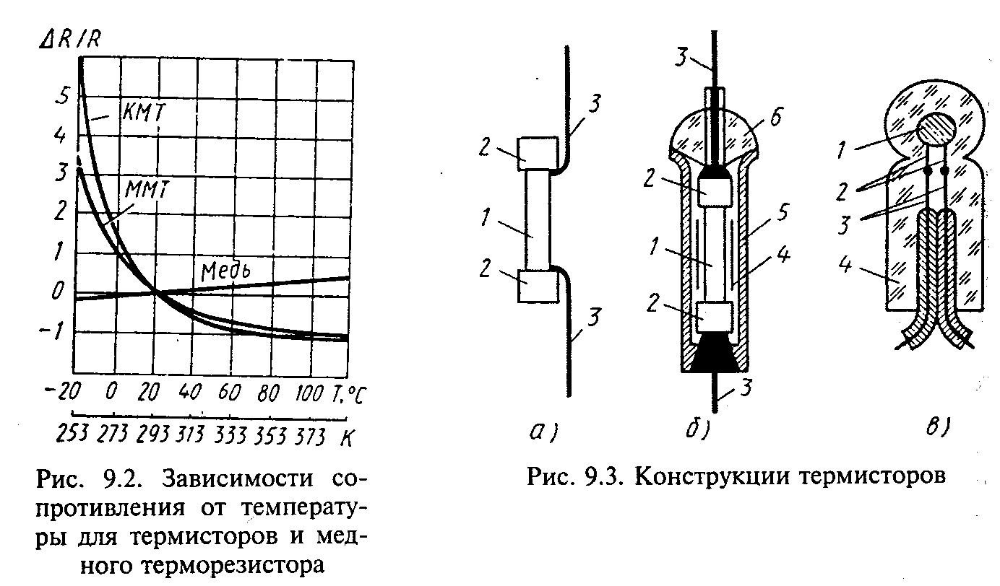 ΔR/R
5
4
3
2
1
0
-1
КМТ
ММТ
Медь
-20 0 20 40 60 80 100 T,°C
253 273 293 313 333 353 373 K
Рис. 9.2. Зависимости со-
противления от температу-
ры для термисторов и мед-
ного терморезистора
2
1
2
3
3
а)
3
6
2
5
1
4
2
3
б)
1
2
3
4
в)
Рис. 9.3. Конструкции термисторов